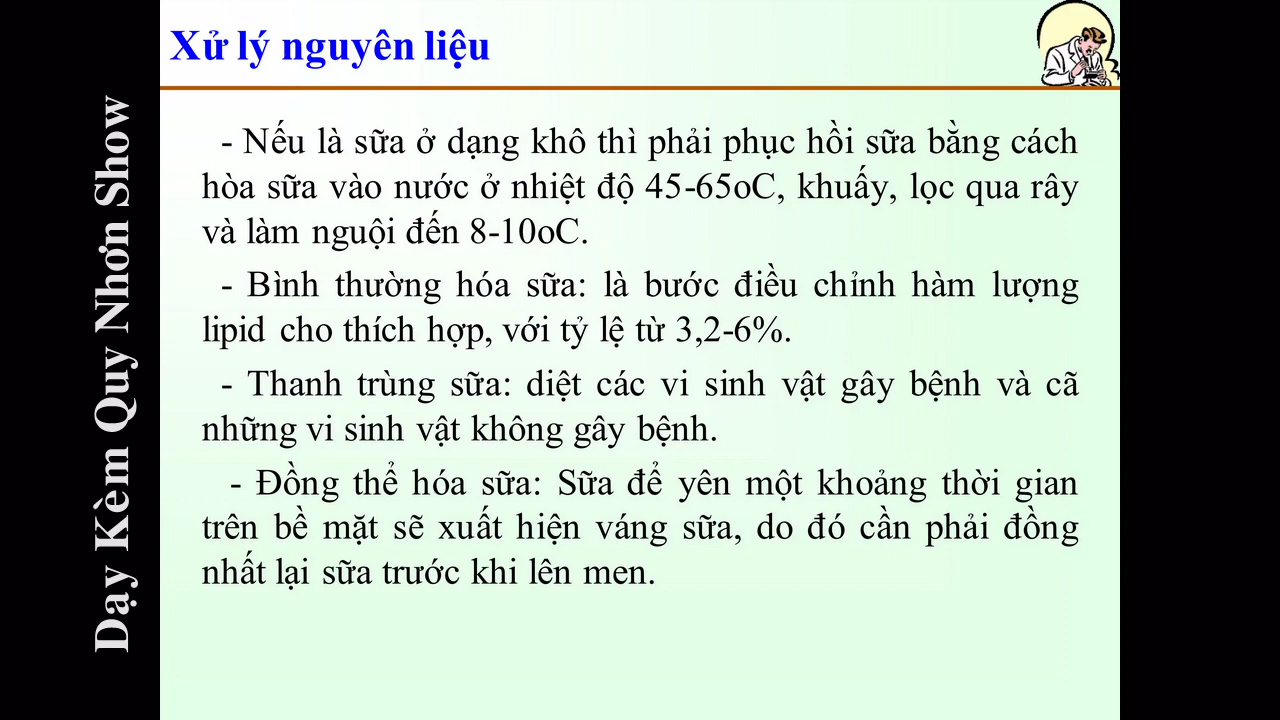 Xử lý nguyên liệu
- Nếu là sữa ở dạng khô thì phải phục hồi sữa bằng cách
hòa sữa vào nước ở nhiệt độ 45-65oC, khuấy, lọc qua rây
và làm nguội đến 8-10oC.
- Bình thường hóa sữa: là bước điều chỉnh hàm lượng
lipid cho thích hợp, với tỷ lệ từ 3,2-6%.
- Thanh trùng sữa: diệt các vi sinh vật gây bệnh và cã
những vi sinh vật không gây bệnh.
- Đồng thể hóa sữa: Sữa để yên một khoảng thời gian
trên bề mặt sẽ xuất hiện váng sữa, do đó cần phải đồng
nhất lại sữa trước khi lên men.
Dạy Kèm Quy Nhơn Show